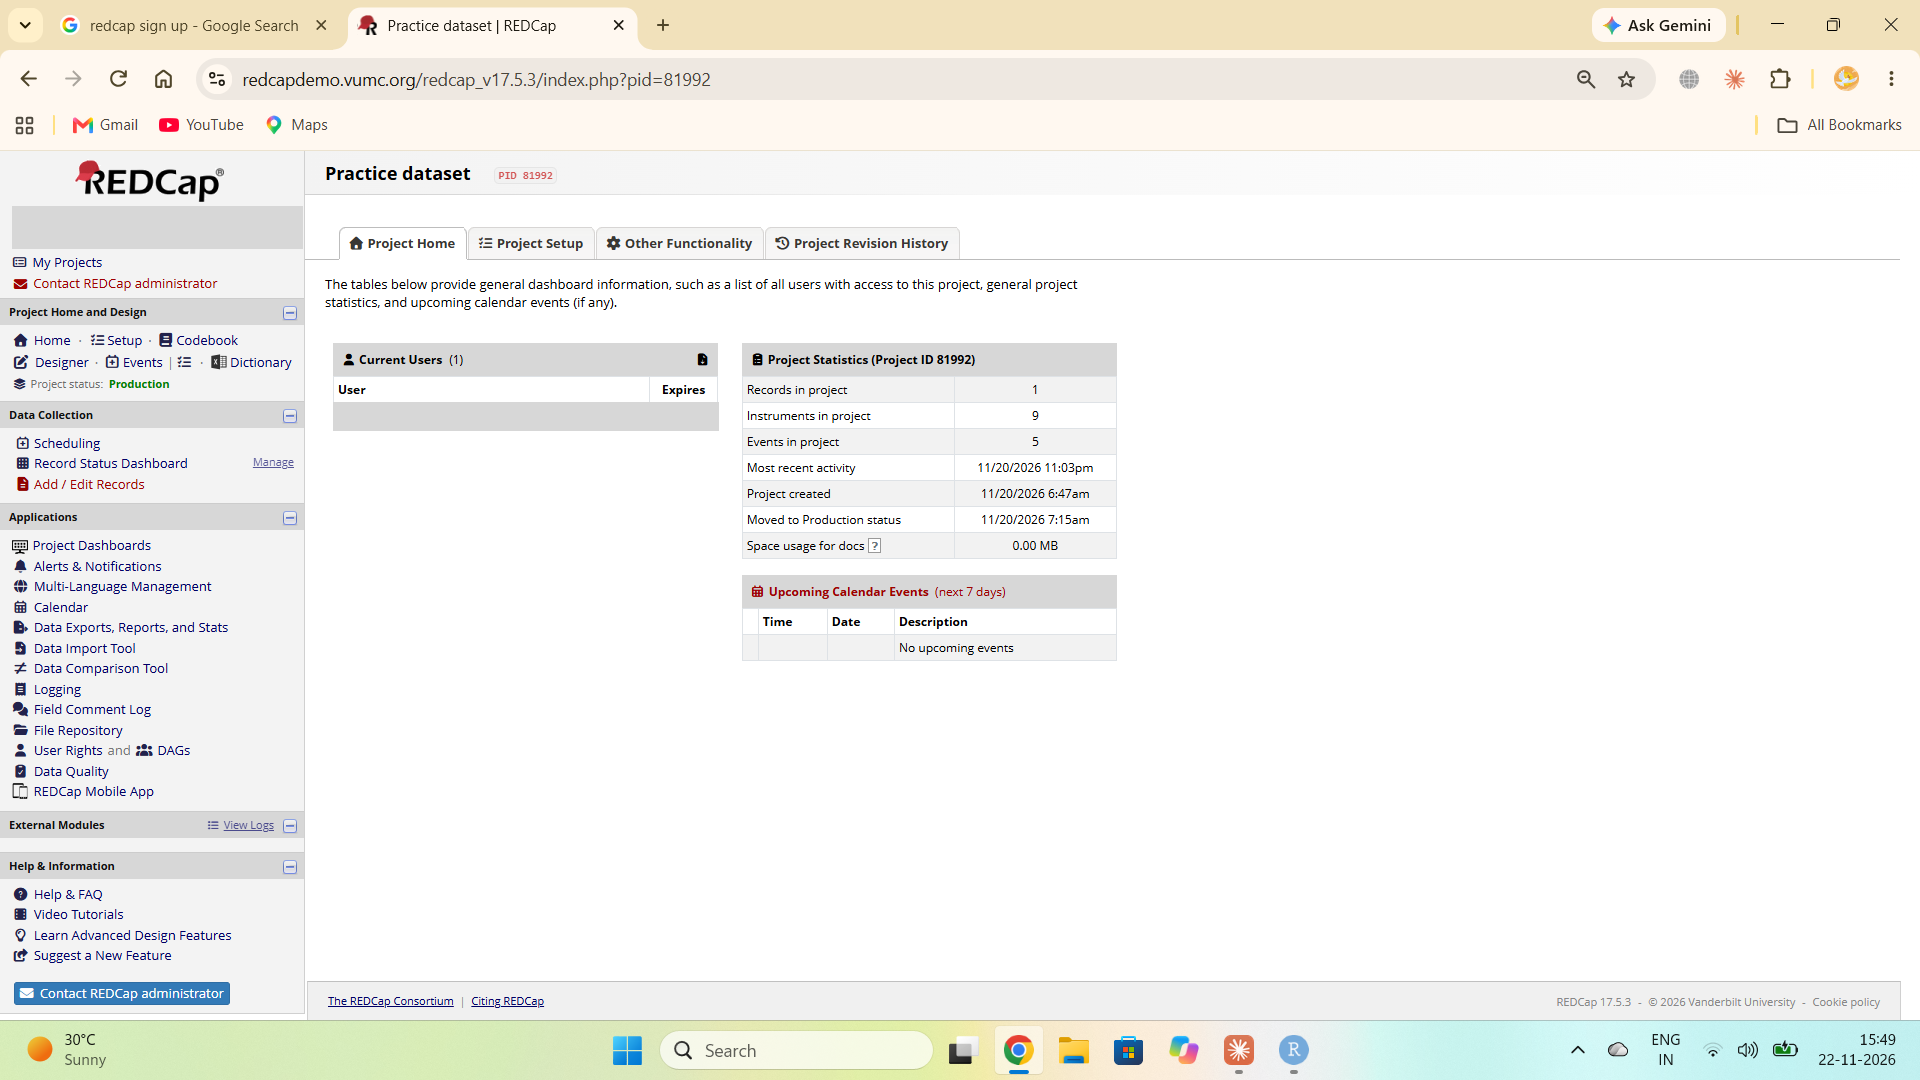 redcap sign up - Google Search
Practice dataset | REDCap
Ask Gemini
redcapdemo.vumc.org/redcap_v17.5.3/index.php?pid=81992
Gmail
YouTube
Maps
All Bookmarks
REDCap®
My Projects
Contact REDCap administrator
Project Home and Design
Home · Setup · Codebook
Designer · Events | · Dictionary
Project status: Production
Data Collection
Scheduling
Record Status Dashboard Manage
Add / Edit Records
Applications
Project Dashboards
Alerts & Notifications
Multi-Language Management
Calendar
Data Exports, Reports, and Stats
Data Import Tool
Data Comparison Tool
Logging
Field Comment Log
File Repository
User Rights and DAGs
Data Quality
REDCap Mobile App
External Modules View Logs
Help & Information
Help & FAQ
Video Tutorials
Learn Advanced Design Features
Suggest a New Feature
Contact REDCap administrator
Practice dataset PID 81992
Project Home
Project Setup
Other Functionality
Project Revision History
The tables below provide general dashboard information, such as a list of all users with access to this project, general project
statistics, and upcoming calendar events (if any).
Current Users (1)
User Expires
Project Statistics (Project ID 81992)
Records in project 1
Instruments in project 9
Events in project 5
Most recent activity 11/20/2026 11:03pm
Project created 11/20/2026 6:47am
Moved to Production status 11/20/2026 7:15am
Space usage for docs ? 0.00 MB
Upcoming Calendar Events (next 7 days)
Time Date Description
No upcoming events
The REDCap Consortium | Citing REDCap
REDCap 17.5.3 - © 2026 Vanderbilt University - Cookie policy
30°C
Sunny
Search
R
ENG
IN
15:49
22-11-2026